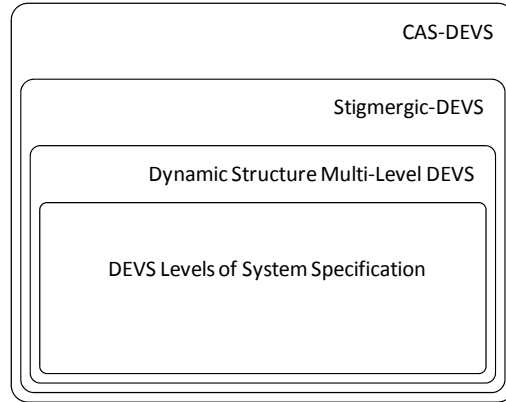 CAS-DEVS
Stigmergic-DEVS
Dynamic Structure Multi-Level DEVS
DEVS Levels of System Specification